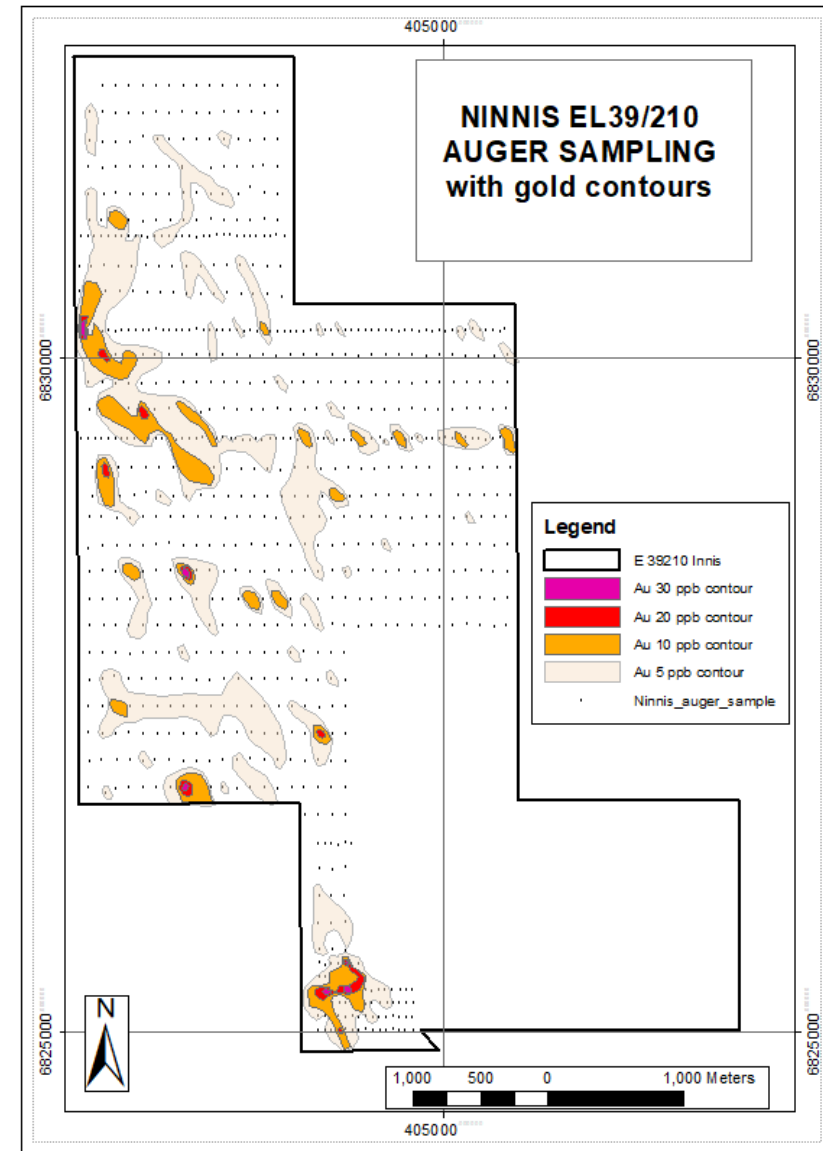 405000
NINNIS EL39/210
AUGER SAMPLING
with gold contours
6830000
6830000
Legend
E 39210 Innis
Au 30 ppb contour
Au 20 ppb contour
Au 10 ppb contour
Au 5 ppb contour
Ninnis_auger_sample
N
6825000
6825000
1,000 500 0 1,000 Meters
405000